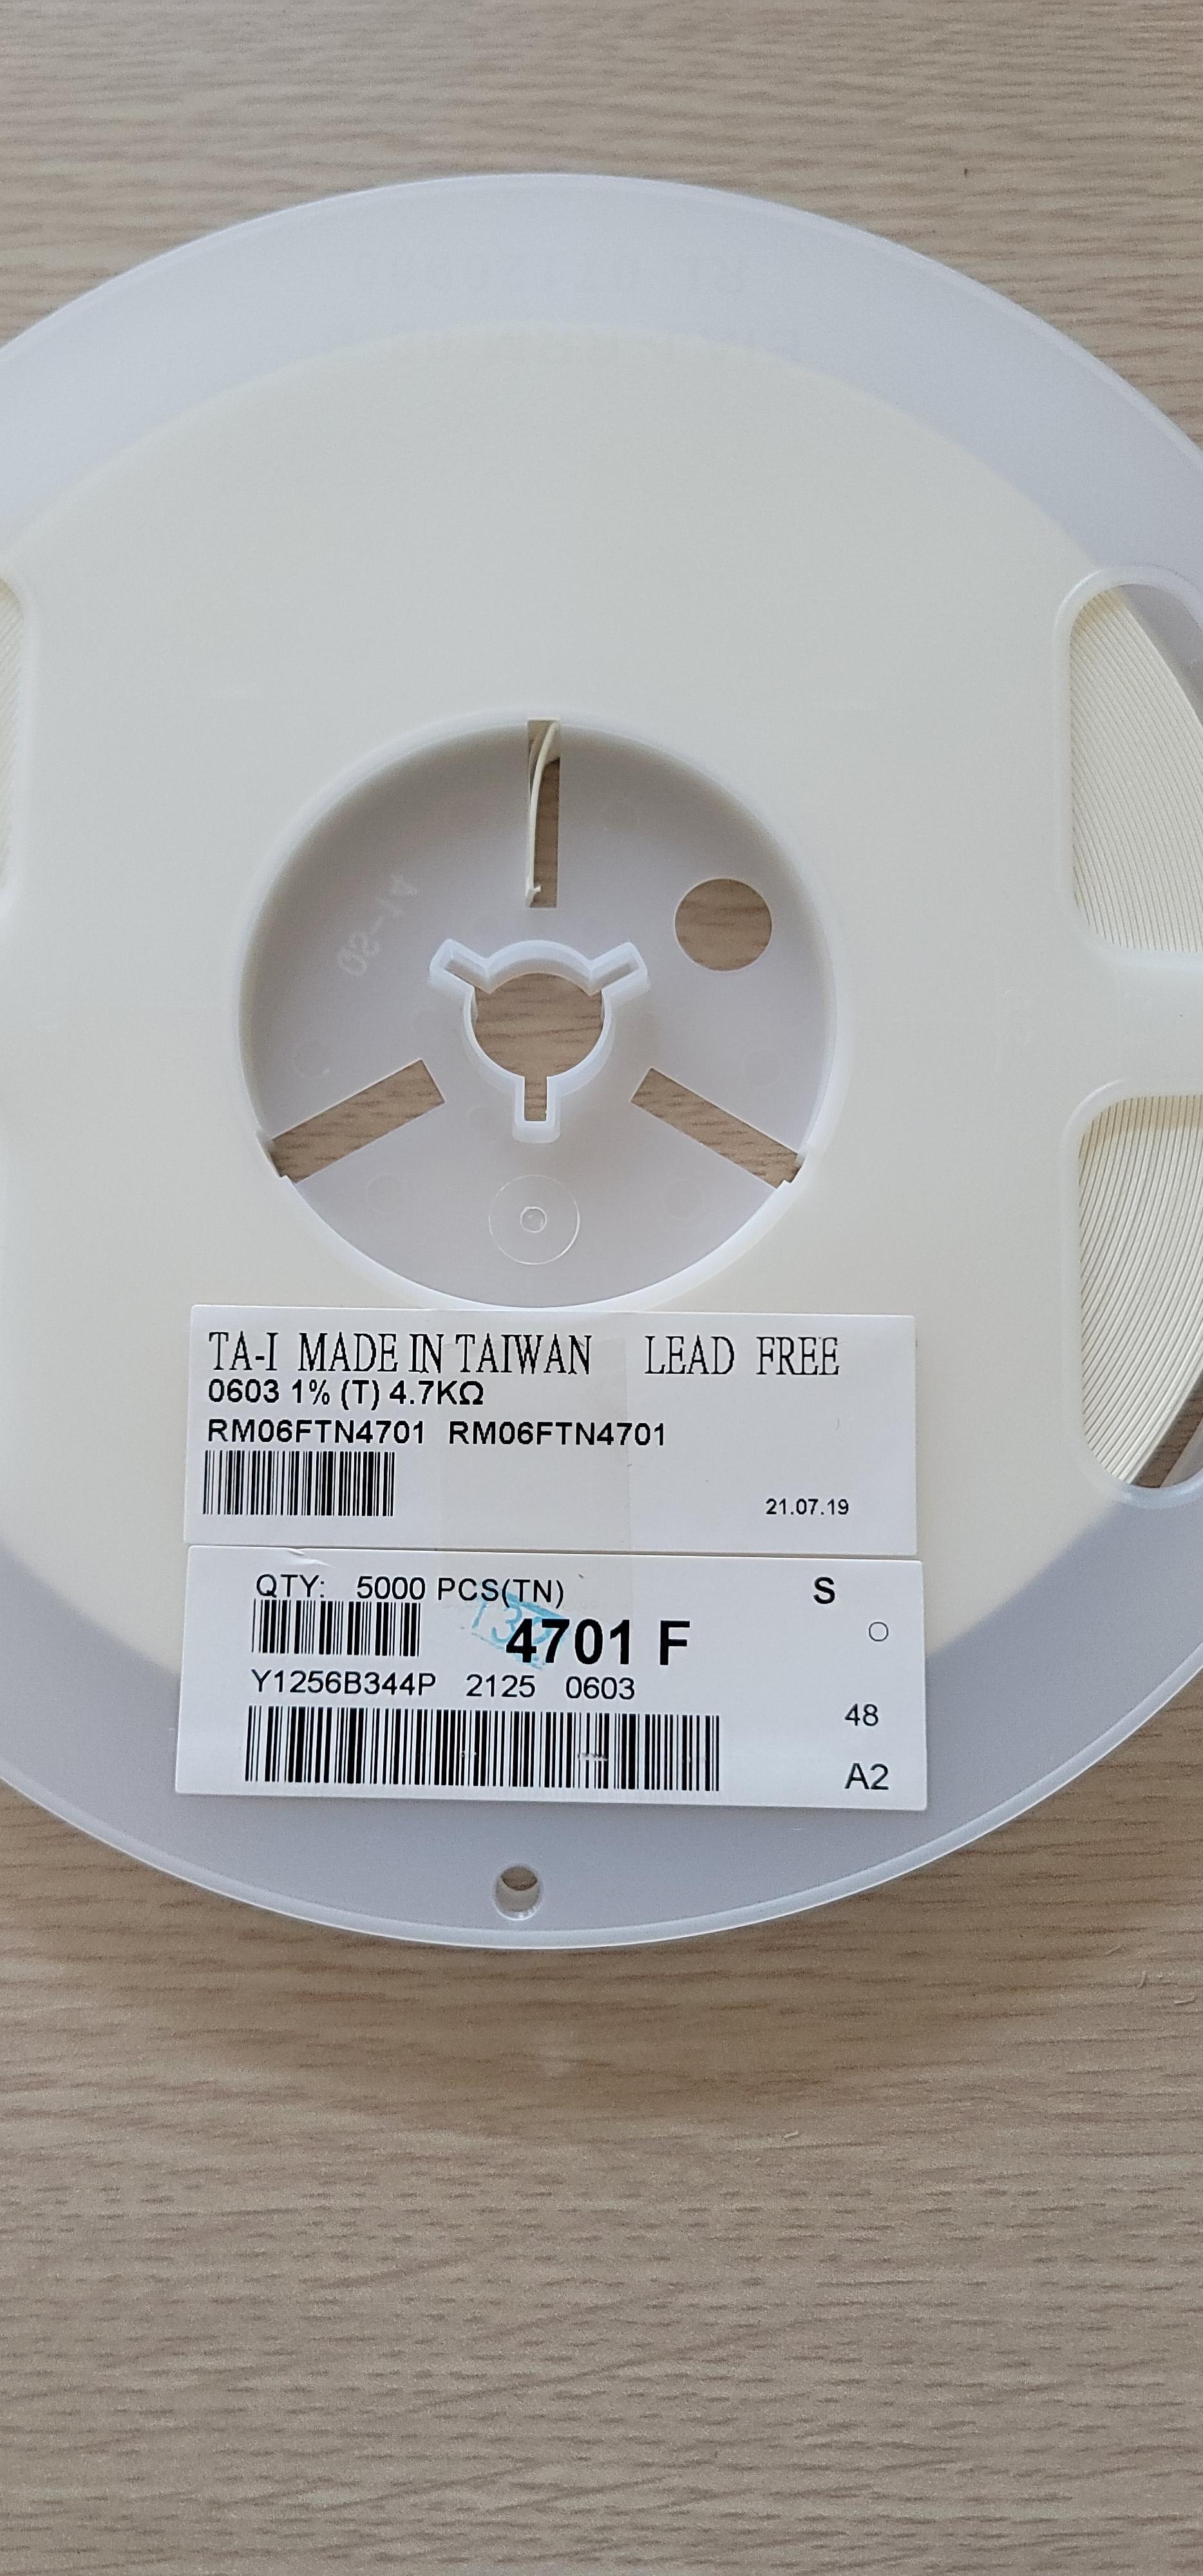 TA-I MADE IN TAIWAN LEAD FREE
0603 1% (T) 4.7KΩ
RM06FTN4701 RM06FTN4701
21.07.19
QTY: 5000 PCS(TN) S
4701 F
Y1256B344P 2125 0603
48
A2